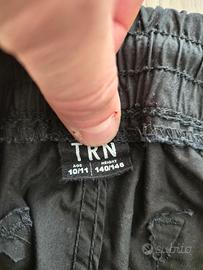 TRN
AGE HEIGHT
10/11 140/146
subito